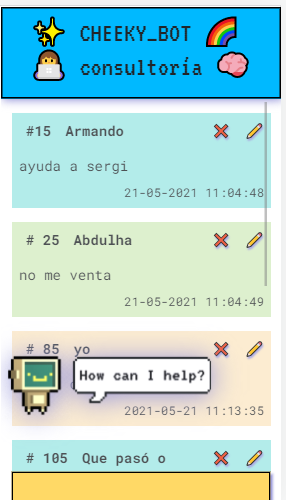 CHEEKY_BOT
consultoría
#15 Armando
ayuda a sergi
21-05-2021 11:04:48
# 25 Abdulha
no me venta
21-05-2021 11:04:49
# 85 yo
How can I help?
2021-05-21 11:13:35
# 105 Que pasó o